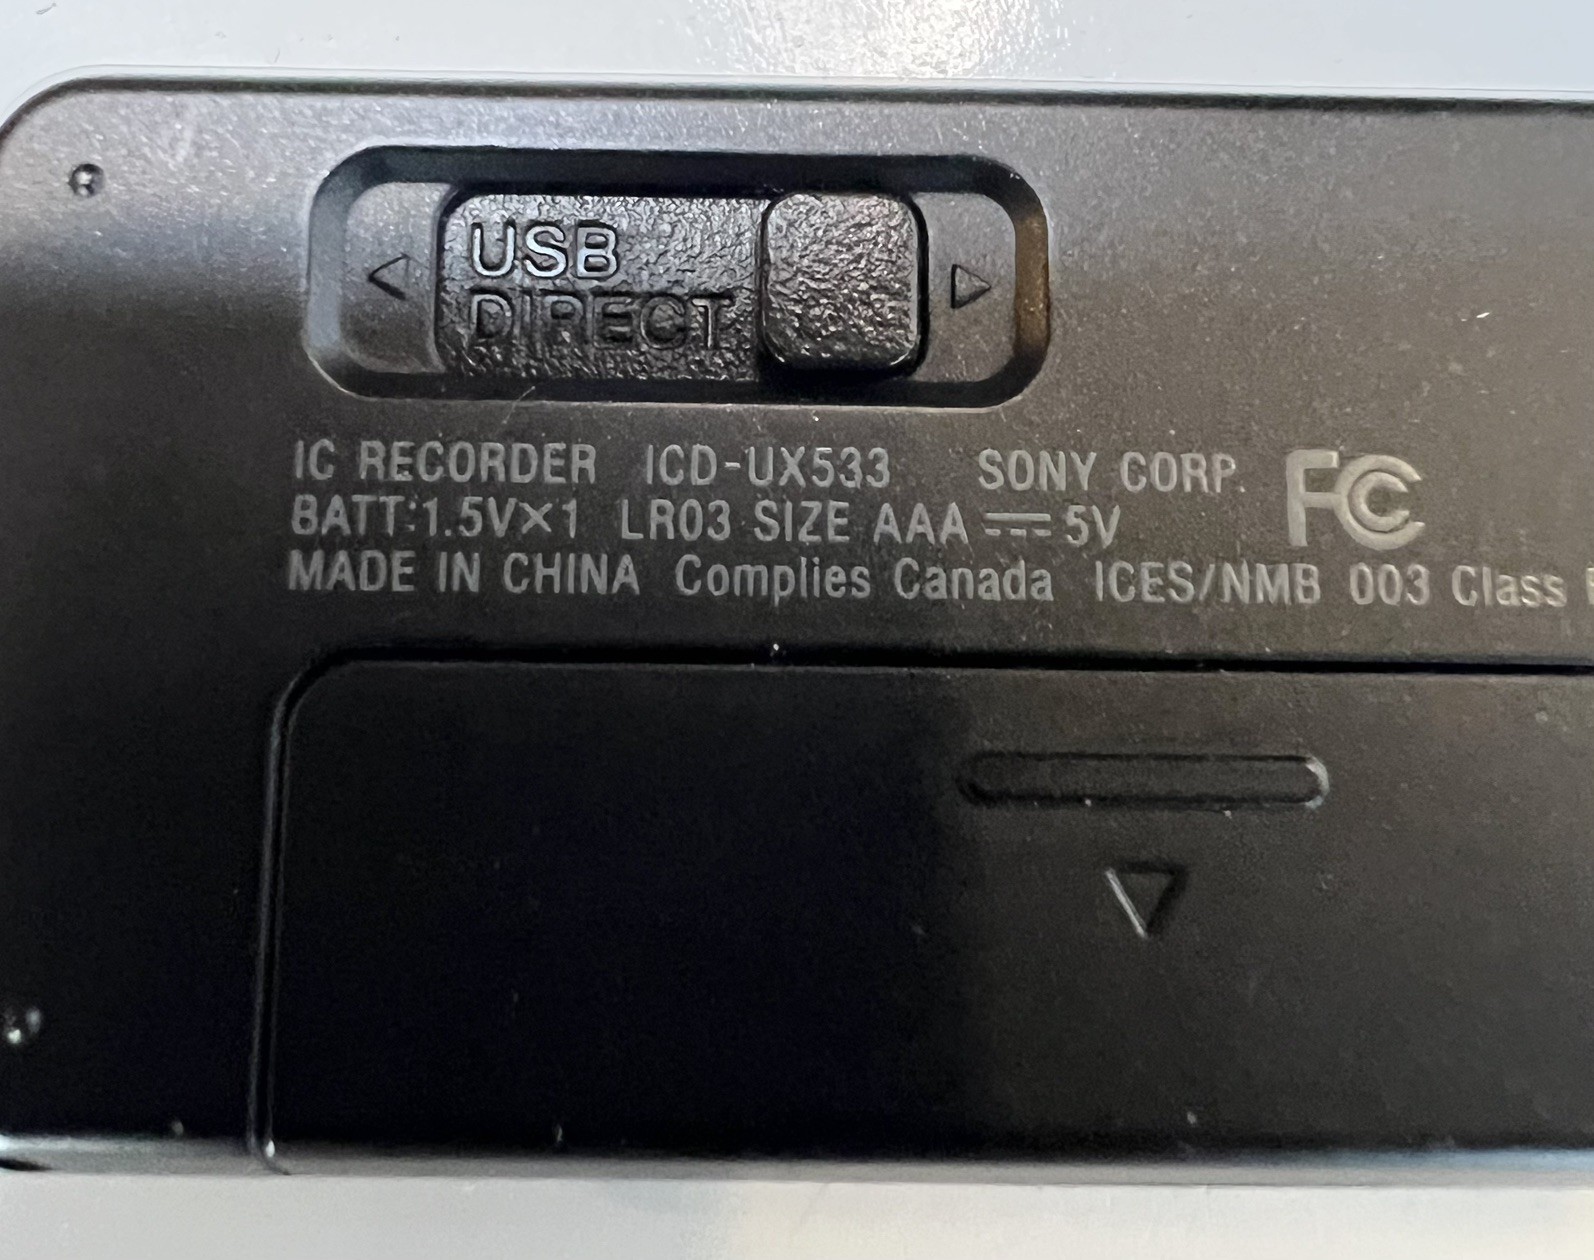 USB
DIRECT
IC RECORDER ICD-UX533 SONY CORP. FC
BATT:1.5V×1 LR03 SIZE AAA ⎓ 5V
MADE IN CHINA Complies Canada ICES/NMB 003 Class